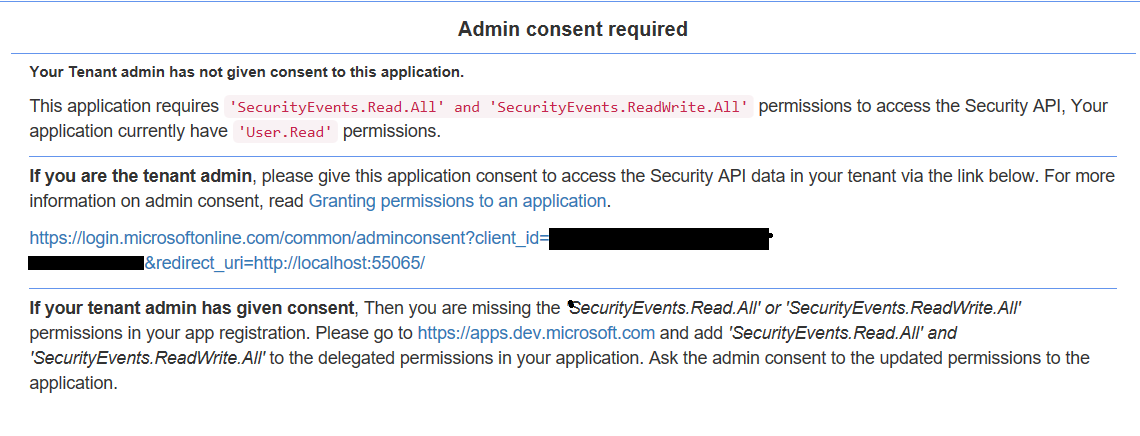 Admin consent required
Your Tenant admin has not given consent to this application.
This application requires 'SecurityEvents.Read.All' and 'SecurityEvents.ReadWrite.All' permissions to access the Security API, Your
application currently have 'User.Read' permissions.
If you are the tenant admin, please give this application consent to access the Security API data in your tenant via the link below. For more
information on admin consent, read Granting permissions to an application.
https://login.microsoftonline.com/common/adminconsent?client_id=
&redirect_uri=http://localhost:55065/
If your tenant admin has given consent, Then you are missing the 'SecurityEvents.Read.All' or 'SecurityEvents.ReadWrite.All'
permissions in your app registration. Please go to https://apps.dev.microsoft.com and add 'SecurityEvents.Read.All' and
'SecurityEvents.ReadWrite.All' to the delegated permissions in your application. Ask the admin consent to the updated permissions to the
application.